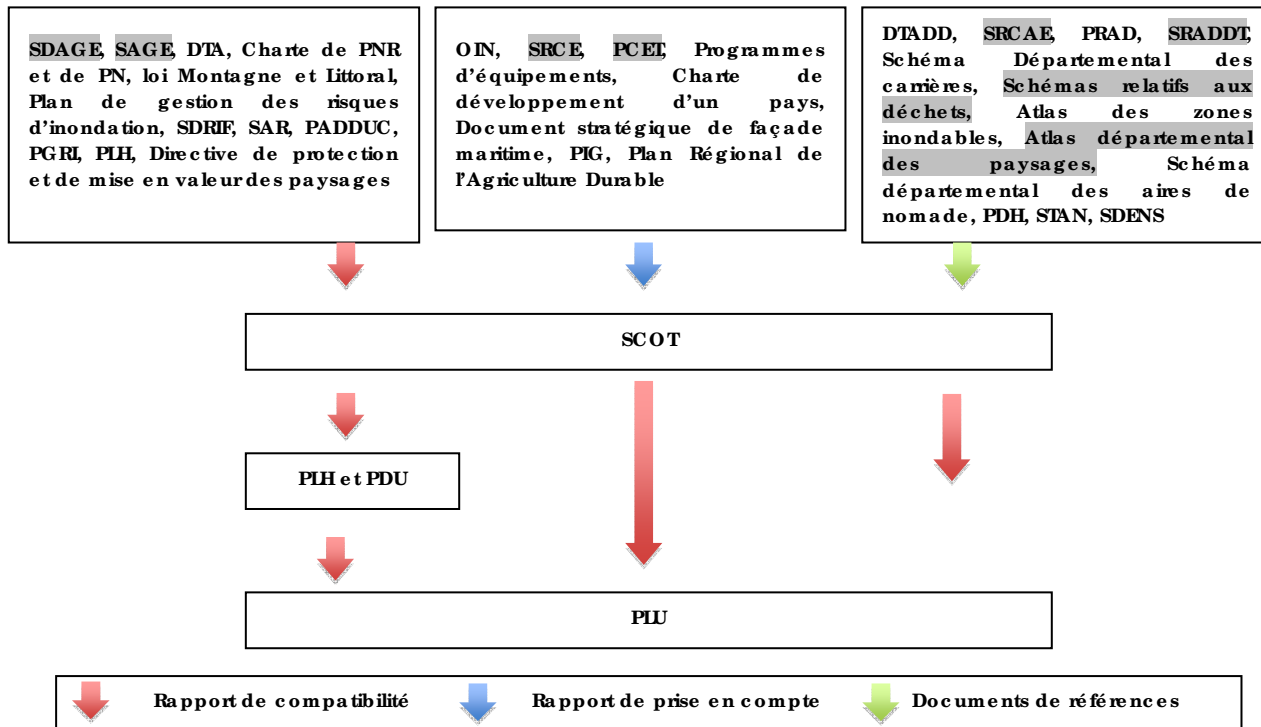 SDAGE, SAGE, DTA, Charte de PNR
et de PN, loi Montagne et Littoral,
Plan de gestion des risques
d'inondation, SDRIF, SAR, PADDUC,
PGRI, PLH, Directive de protection
et de mise en valeur des paysages
OIN, SRCE, PCET, Programmes
d'équipements, Charte de
développement d'un pays,
Document stratégique de façade
maritime, PIG, Plan Régional de
l'Agriculture Durable
DTADD, SRCAE, PRAD, SRADDT,
Schéma Départemental des
carrières, Schémas relatifs aux
déchets, Atlas des zones
inondables, Atlas départemental
des paysages, Schéma
départemental des aires de
nomade, PDH, STAN, SDENS
SCOT
PLH et PDU
PLU
Rapport de compatibilité
Rapport de prise en compte
Documents de références